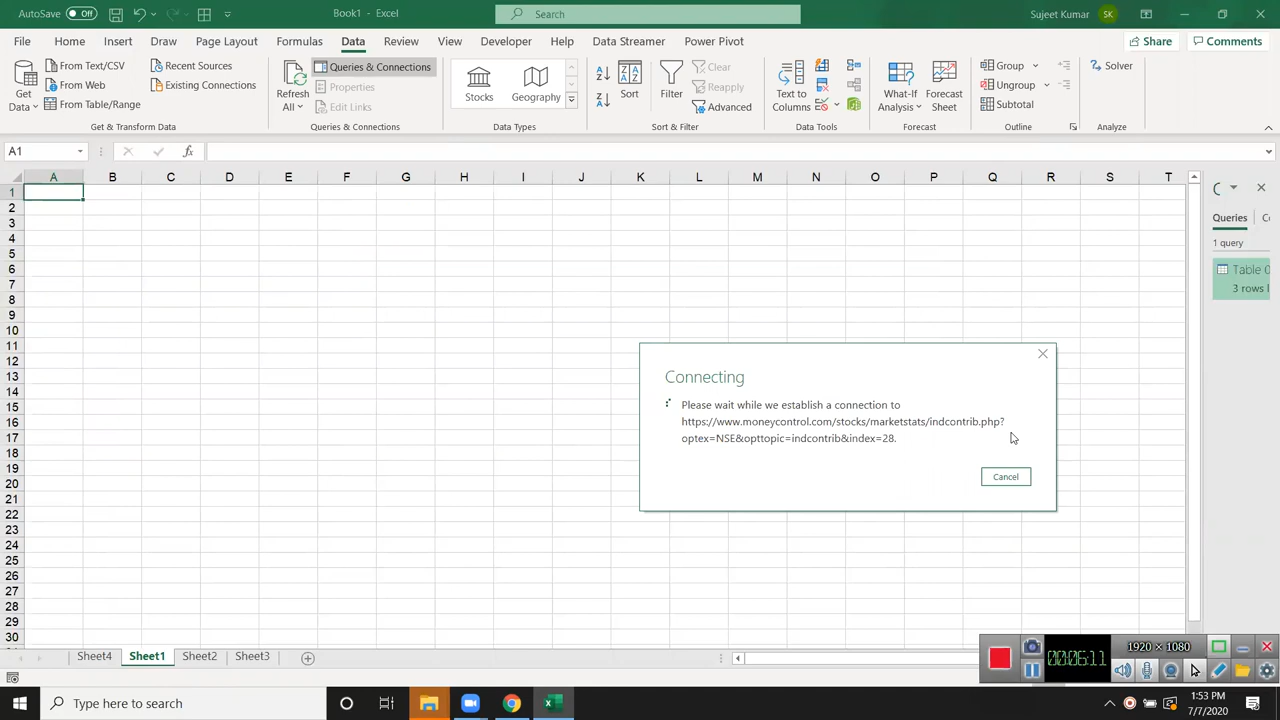 AutoSave Off Book1 - Excel Search Sujeet Kumar SK
File Home Insert Draw Page Layout Formulas Data Review View Developer Help Data Streamer Power Pivot Share Comments
Get Data
From Text/CSV
From Web
From Table/Range
Recent Sources
Existing Connections
Get & Transform Data
Refresh All
Queries & Connections
Properties
Edit Links
Queries & Connections
Stocks Geography
Data Types
Sort
Filter
Clear
Reapply
Advanced
Sort & Filter
Text to Columns
Data Tools
What-If Analysis
Forecast Sheet
Forecast
Group
Ungroup
Subtotal
Outline
Solver
Analyze
A1 fx
A B C D E F G H I J K L M N O P Q R S T
1
2
3
4
5
6
7
8
9
10
11
12
13
14
15
16
17
18
19
20
21
22
23
24
25
26
27
28
29
30
Queries
1 query
Table
3 rows
Connecting
Please wait while we establish a connection to
https://www.moneycontrol.com/stocks/marketstats/indcontrib.php?
optex=NSE&opttopic=indcontrib&index=28.
Cancel
Sheet4 Sheet1 Sheet2 Sheet3
00:06:11
1920 × 1080
Type here to search
1:53 PM
7/7/2020